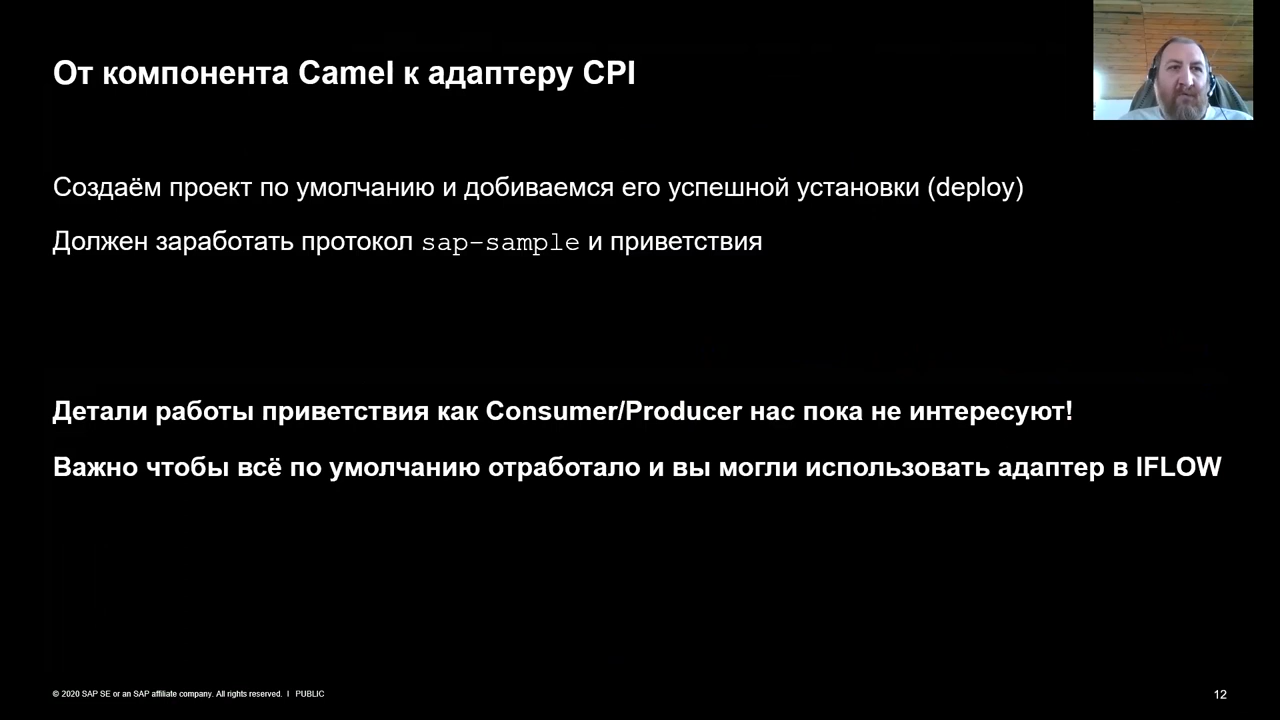 От компонента Camel к адаптеру CPI
Создаём проект по умолчанию и добиваемся его успешной установки (deploy)
Должен заработать протокол sap-sample и приветствия
Детали работы приветствия как Consumer/Producer нас пока не интересуют!
Важно чтобы всё по умолчанию отработало и вы могли использовать адаптер в IFLOW
© 2020 SAP SE or an SAP affiliate company. All rights reserved. I PUBLIC
12